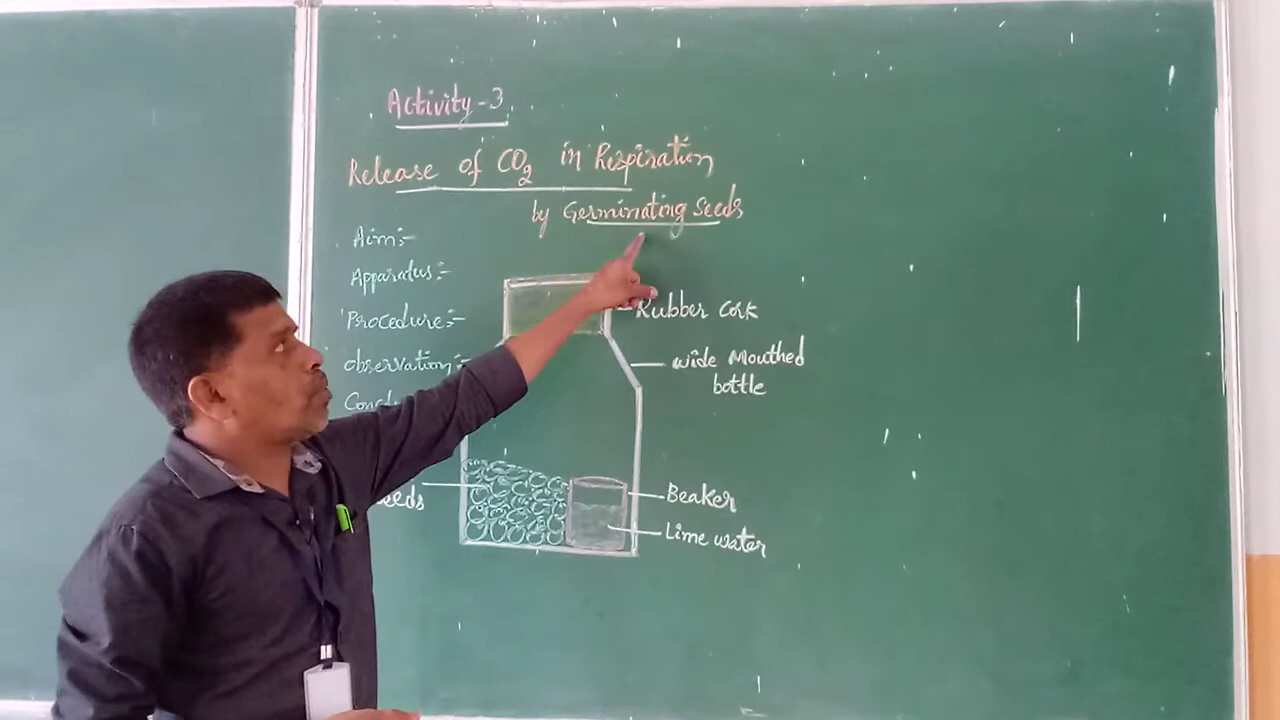 Activity-3
Release of CO2 in Respiration
by Germinating Seeds
Aim:-
Apparatus:-
Procedure:-
observation:-
Rubber Cork
wide Mouthed
bottle
Beaker
Lime water